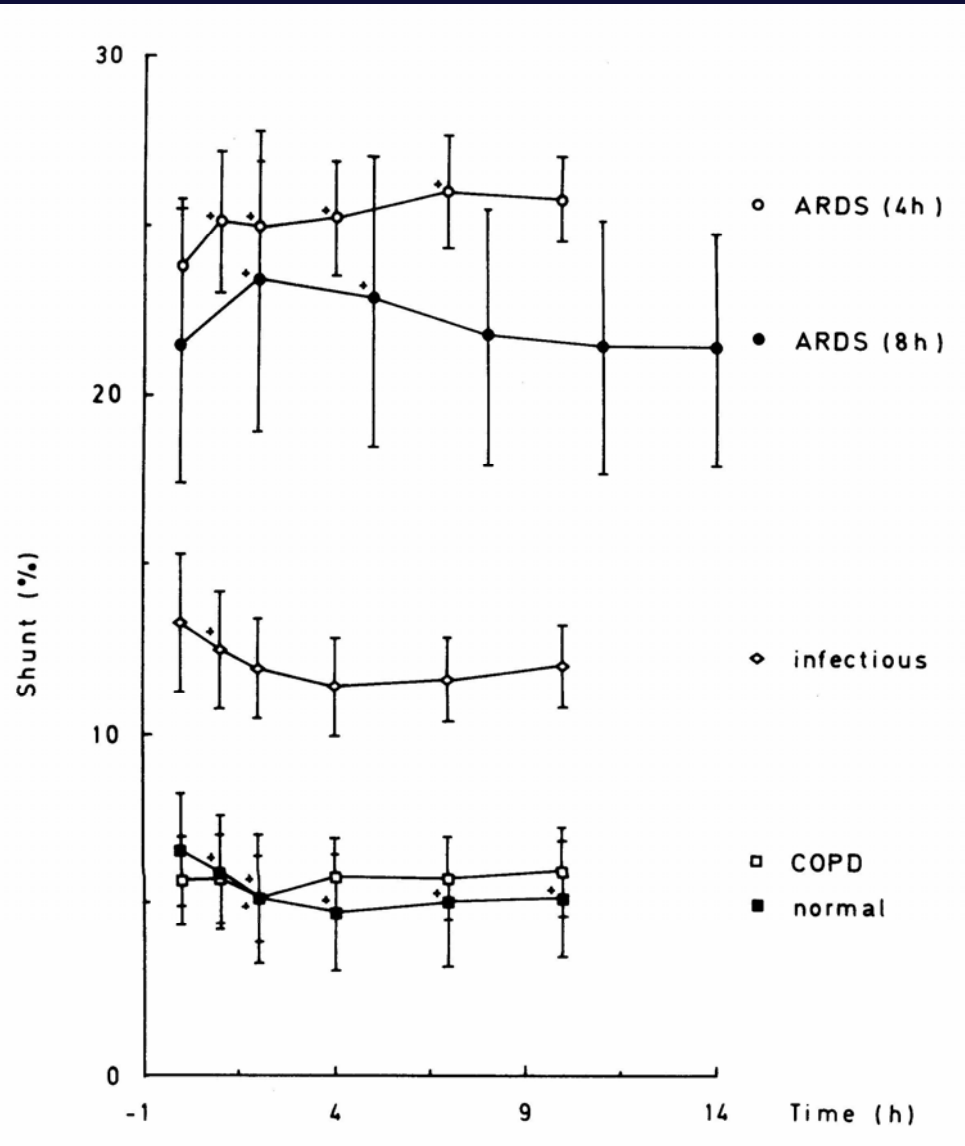 30
ARDS (4h)
ARDS (8h)
20
Shunt (%)
infectious
10
COPD
normal
0
-1 4 9 14 Time (h)